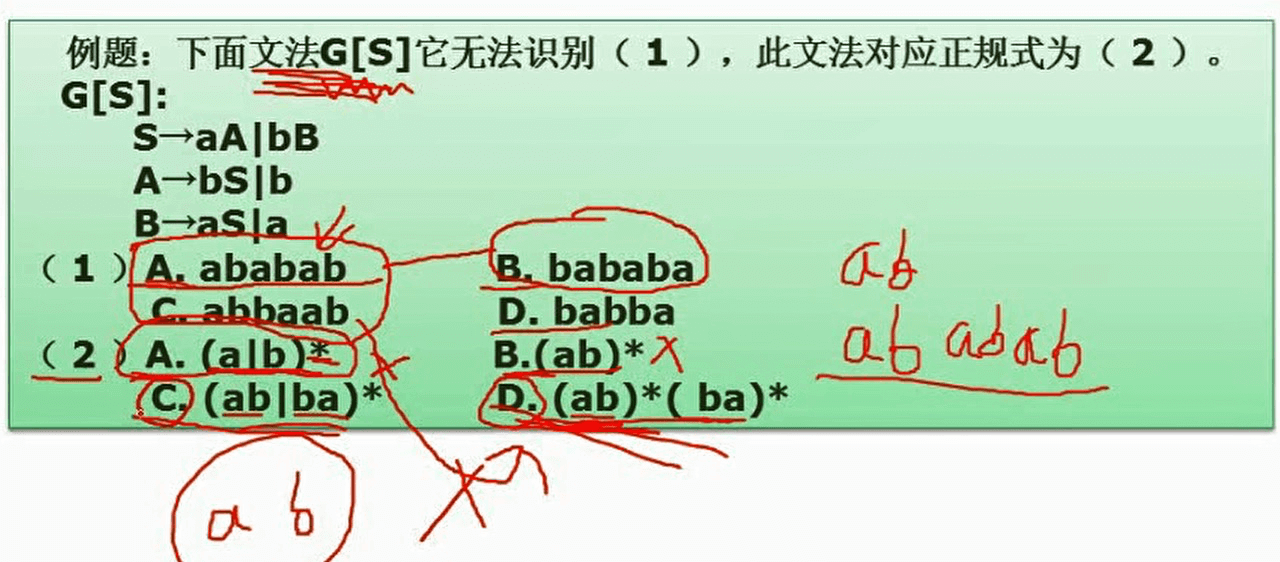 例题：下面文法G[S]它无法识别（ 1 ），此文法对应正规式为（ 2 ）。
G[S]:
S→aA|bB
A→bS|b
B→aS|a
（ 1 ）A. ababab B. bababa
C. abbaab D. babba
（ 2 ）A. (a|b)* B.(ab)*
C. (ab|ba)* D. (ab)*( ba)*
ab
ab ab ab
a b